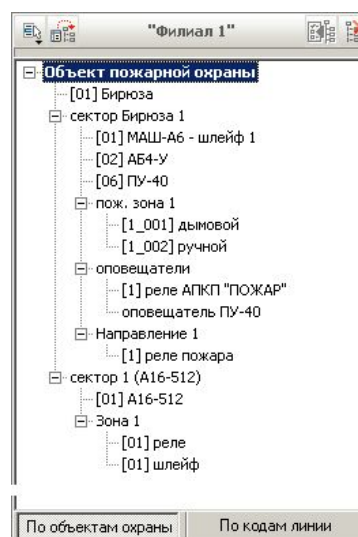 "Филиал 1"
Объект пожарной охраны
[01] Бирюза
сектор Бирюза 1
[01] МАШ-А6 - шлейф 1
[02] АБ4-У
[06] ПУ-40
пож. зона 1
[1_001] дымовой
[1_002] ручной
оповещатели
[1] реле АПКП "ПОЖАР"
оповещатель ПУ-40
Направление 1
[1] реле пожара
сектор 1 (А16-512)
[01] А16-512
Зона 1
[01] реле
[01] шлейф
По объектам охраны
По кодам линии